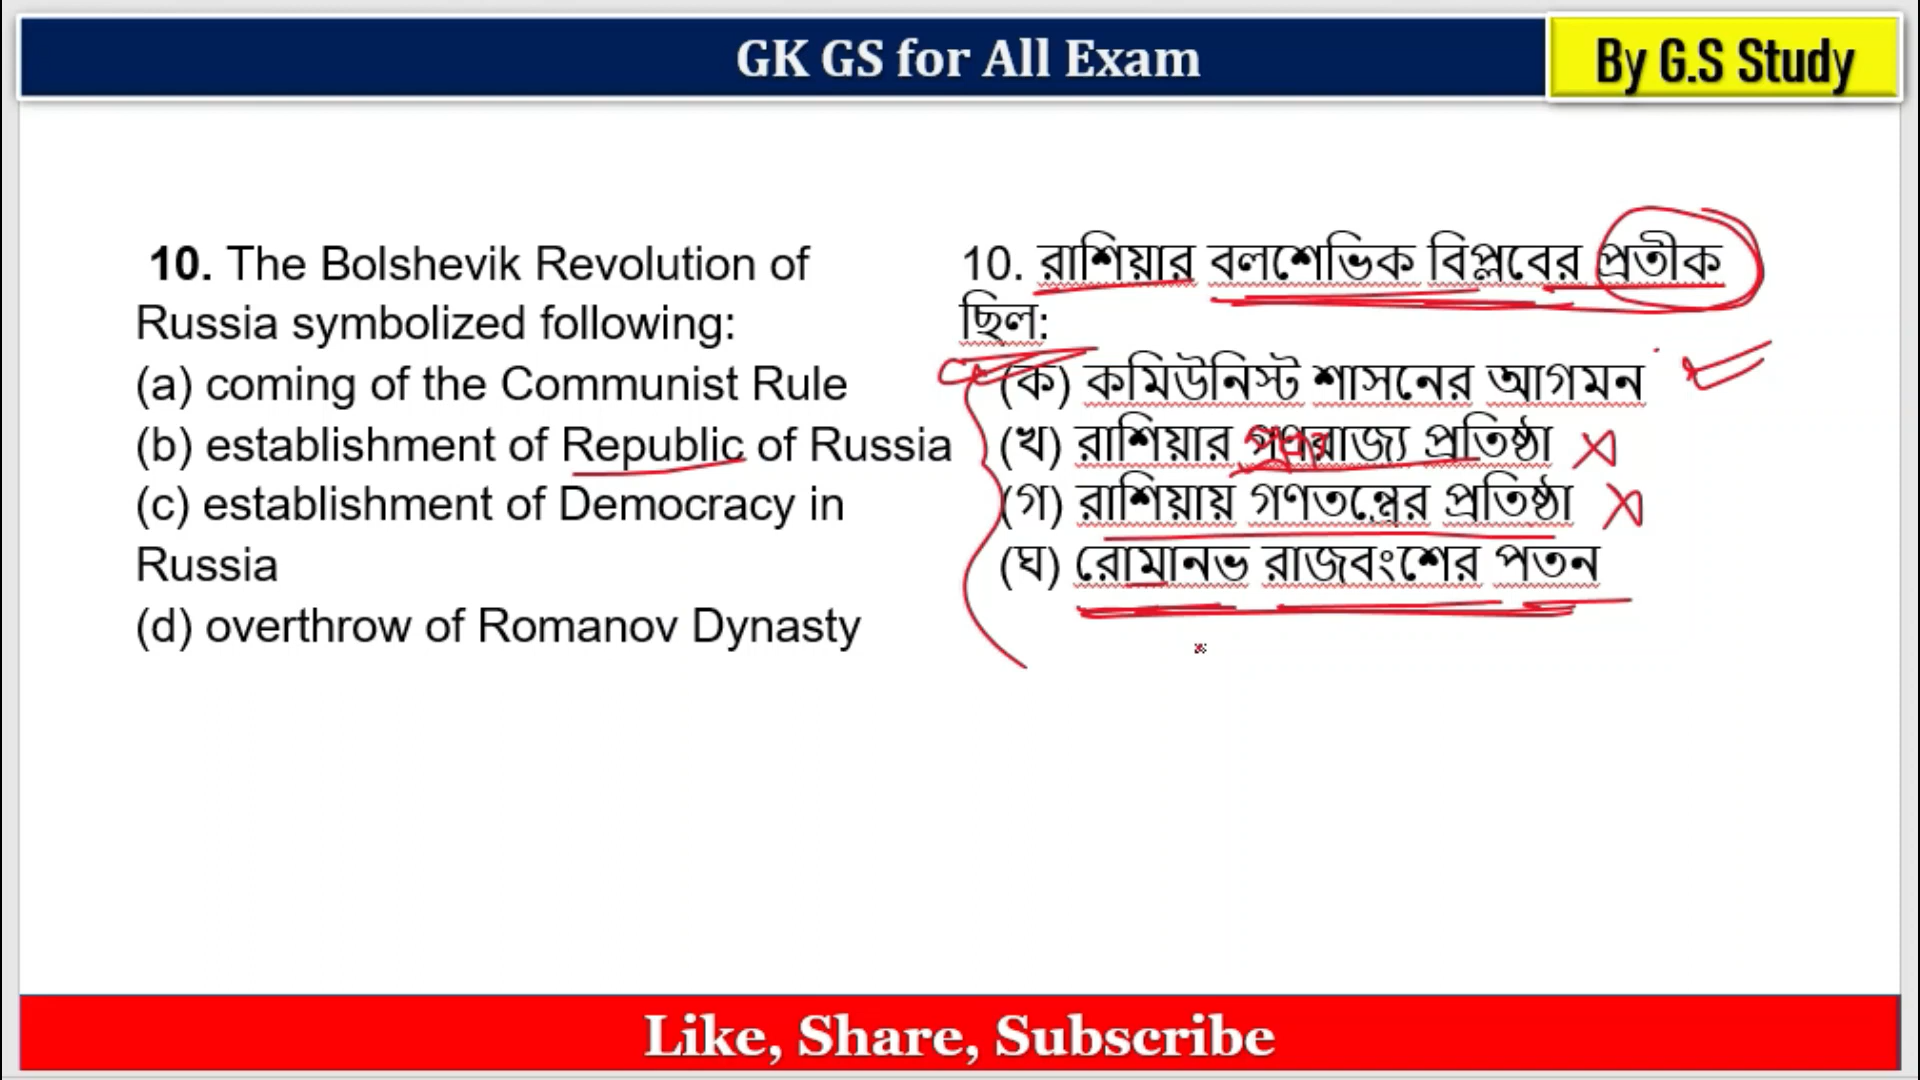 GK GS for All Exam
By G.S Study
10. The Bolshevik Revolution of
Russia symbolized following:
(a) coming of the Communist Rule
(b) establishment of Republic of Russia
(c) establishment of Democracy in
Russia
(d) overthrow of Romanov Dynasty
10. রাশিয়ার বলশেভিক বিপ্লবের প্রতীক
ছিল:
(ক) কমিউনিস্ট শাসনের আগমন
(খ) রাশিয়ার প্রতিষ্ঠা
(গ) রাশিয়ায় গণতন্ত্রের প্রতিষ্ঠা
(ঘ) রোমানভ রাজবংশের পতন
Like, Share, Subscribe